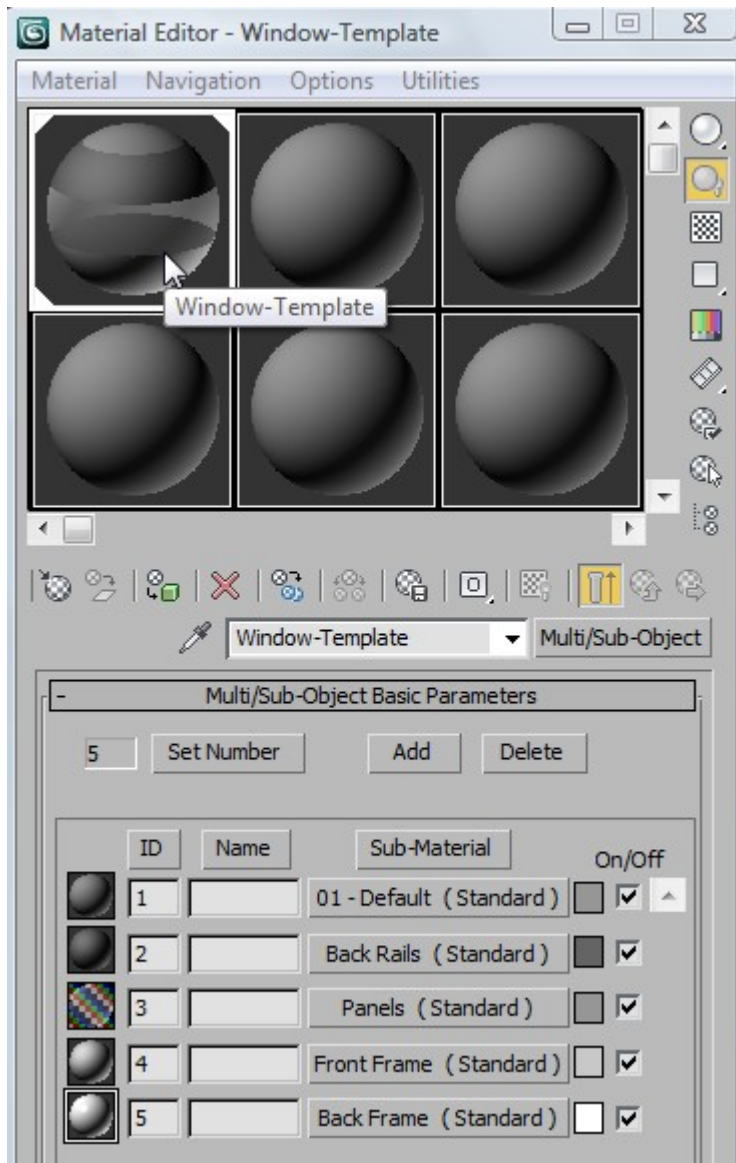 Material Editor - Window-Template
Material Navigation Options Utilities
Window-Template
Window-Template Multi/Sub-Object
- Multi/Sub-Object Basic Parameters
5 Set Number Add Delete
ID Name Sub-Material On/Off
1 01 - Default ( Standard )
2 Back Rails ( Standard )
3 Panels ( Standard )
4 Front Frame ( Standard )
5 Back Frame ( Standard )